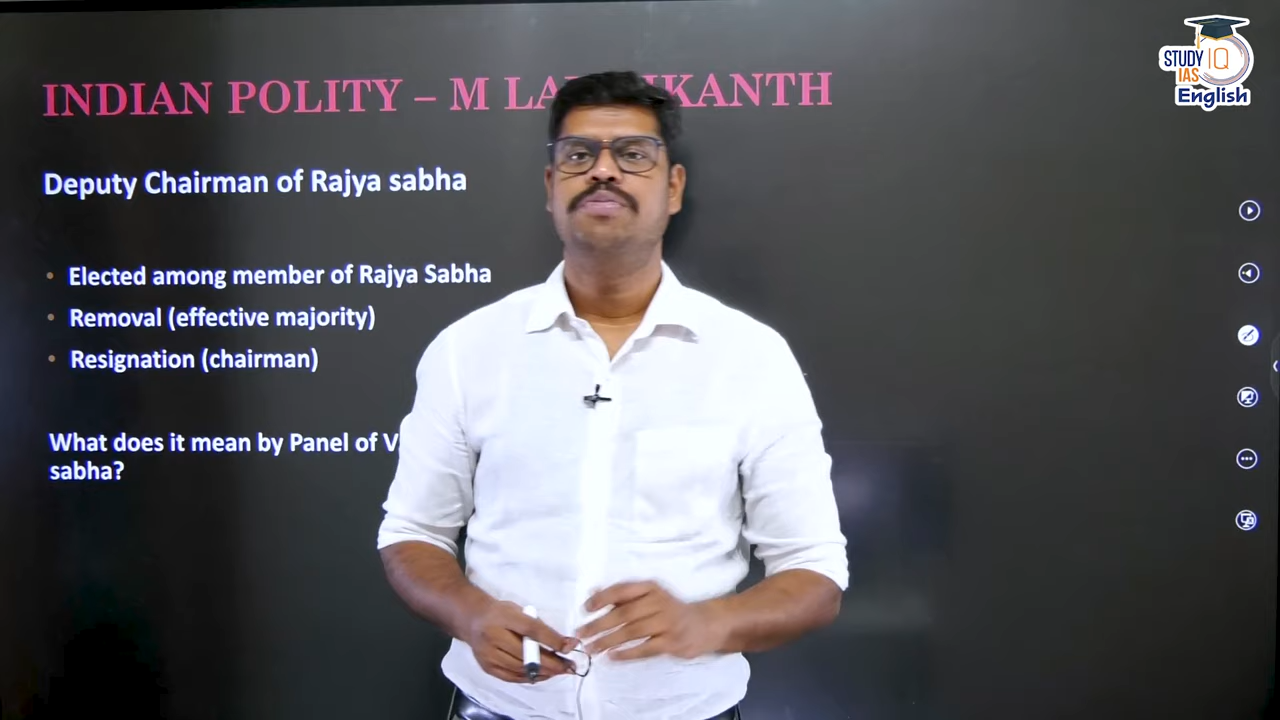 STUDY IQ
IAS
English
INDIAN POLITY – M LA KANTH
Deputy Chairman of Rajya sabha
• Elected among member of Rajya Sabha
• Removal (effective majority)
• Resignation (chairman)
What does it mean by Panel of V
sabha?